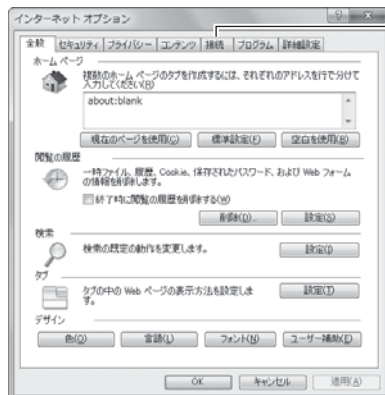 インターネット オプション
全般 セキュリティ プライバシー コンテンツ 接続 プログラム 詳細設定
ホーム ページ
複数のホーム ページのタブを作成するには、それぞれのアドレスを行で分けて
入力してください(R)
about:blank
現在のページを使用(C) 標準設定(F) 空白を使用(B)
閲覧の履歴
一時ファイル、履歴、Cookie、保存されたパスワード、および Web フォーム
の情報を削除します。
終了時に閲覧の履歴を削除する(W)
削除(D)... 設定(S)
検索
検索の既定の動作を変更します。
設定(I)
タブ
タブの中の Web ページの表示方法を設定しま
す。
設定(T)
デザイン
色(O) 言語(L) フォント(N) ユーザー補助(E)
OK キャンセル 適用(A)